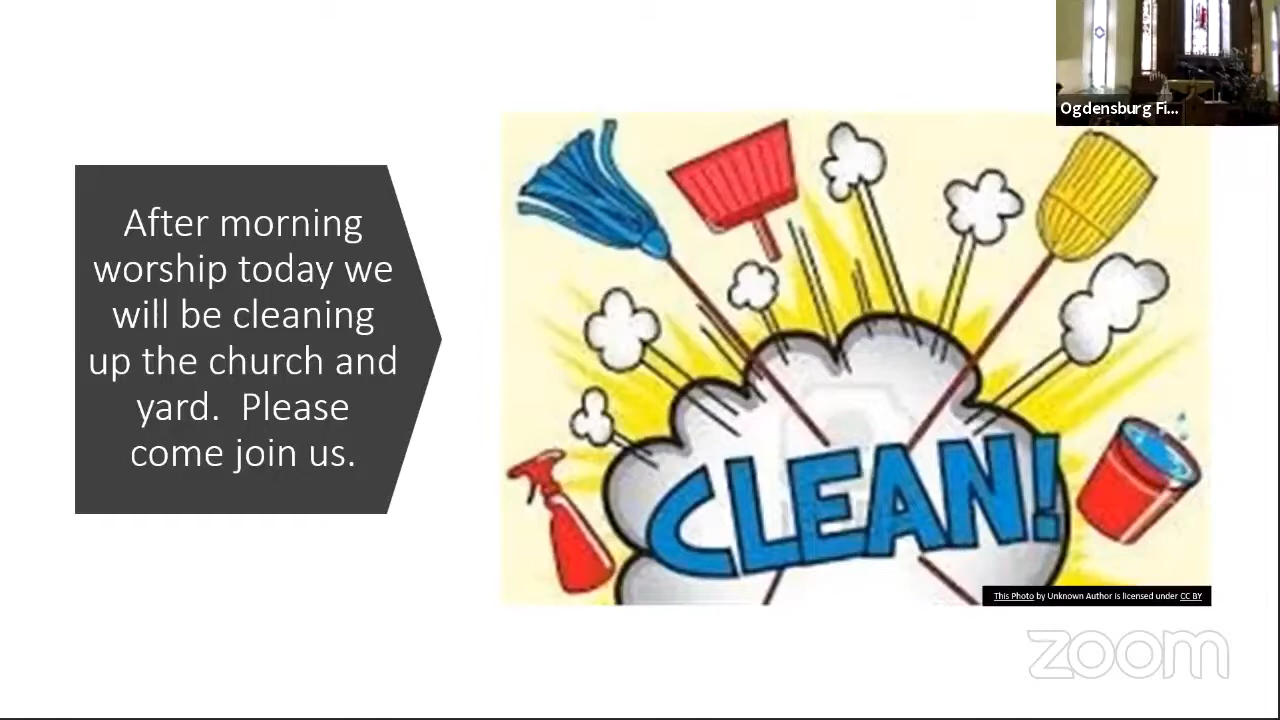 Ogdensburg Fi...
After morning
worship today we
will be cleaning
up the church and
yard.  Please
come join us.
CLEAN!
This Photo by Unknown Author is licensed under CC BY
zoom